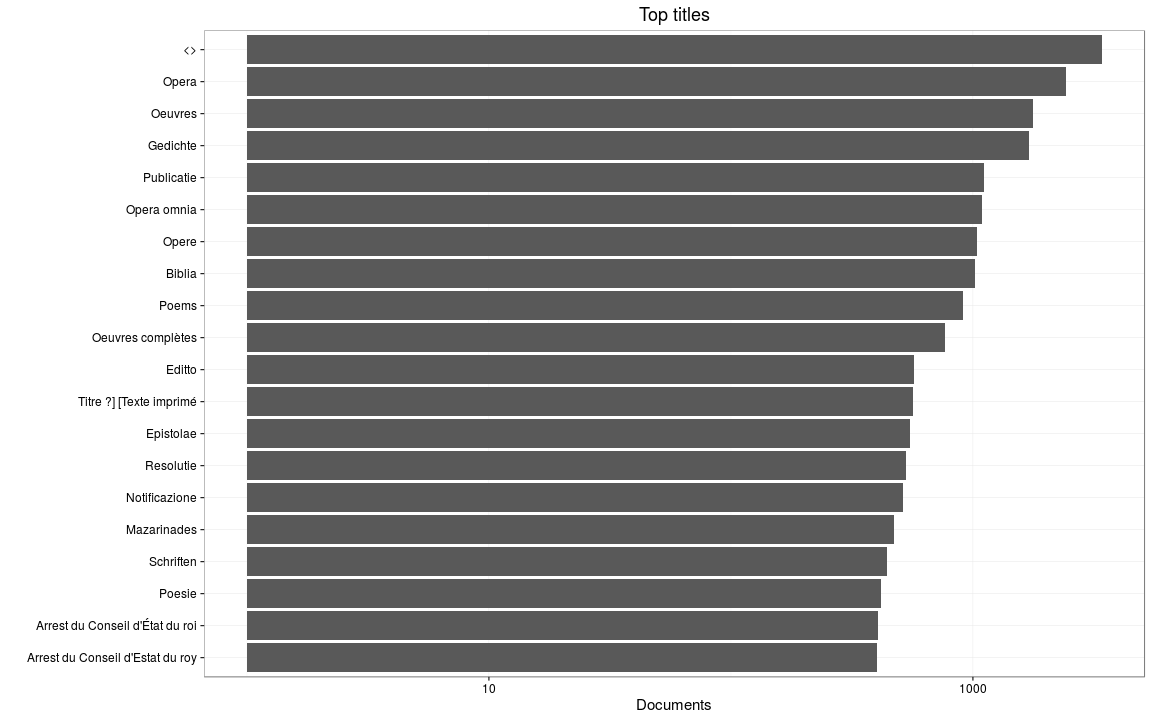 Top titles
<>
Opera
Oeuvres
Gedichte
Publicatie
Opera omnia
Opere
Biblia
Poems
Oeuvres complètes
Editto
Titre ?] [Texte imprimé
Epistolae
Resolutie
Notificazione
Mazarinades
Schriften
Poesie
Arrest du Conseil d'État du roi
Arrest du Conseil d'Estat du roy
10 1000
Documents